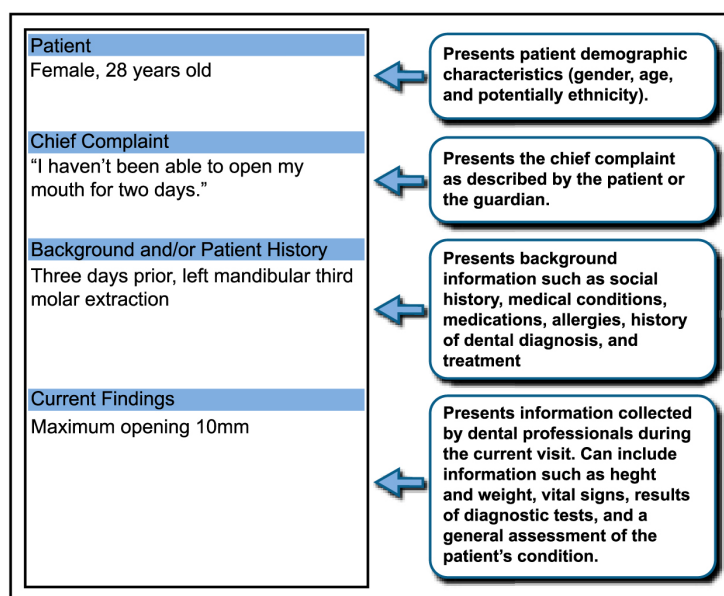 Patient
Female, 28 years old
Presents patient demographic
characteristics (gender, age,
and potentially ethnicity).
Chief Complaint
“I haven’t been able to open my
mouth for two days.”
Presents the chief complaint
as described by the patient or
the guardian.
Background and/or Patient History
Three days prior, left mandibular third
molar extraction
Presents background
information such as social
history, medical conditions,
medications, allergies, history
of dental diagnosis, and
treatment
Current Findings
Maximum opening 10mm
Presents information collected
by dental professionals during
the current visit. Can include
information such as heght
and weight, vital signs, results
of diagnostic tests, and a
general assessment of the
patient’s condition.